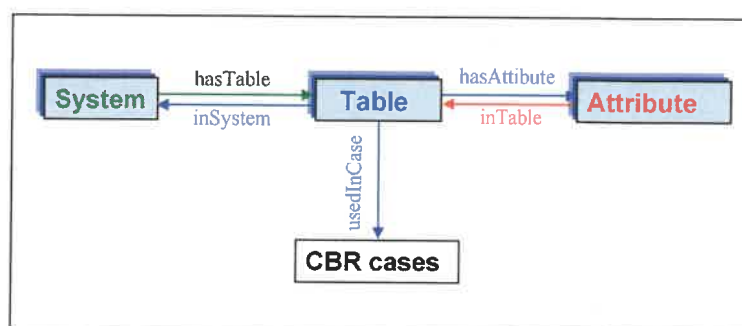 hasTable
hasAttibute
System
Table
Attribute
inSystem
inTable
usedInCase
CBR cases